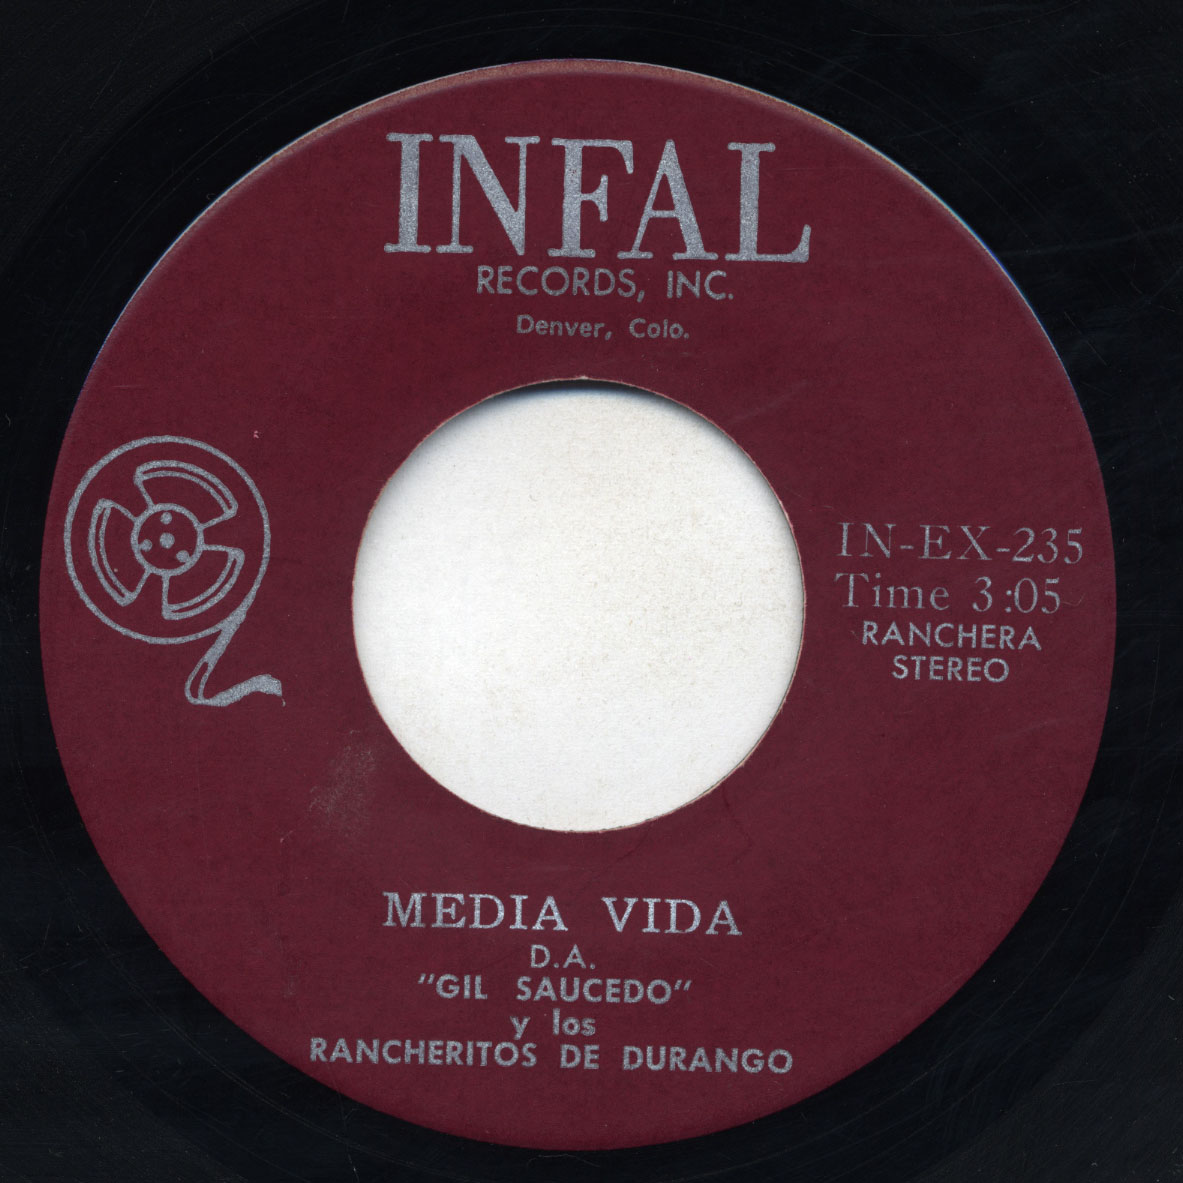 INFAL
RECORDS, INC.
Denver, Colo.
IN-EX-235
Time 3:05
RANCHERA
STEREO
MEDIA VIDA
D.A.
"GIL SAUCEDO"
y los
RANCHERITOS DE DURANGO